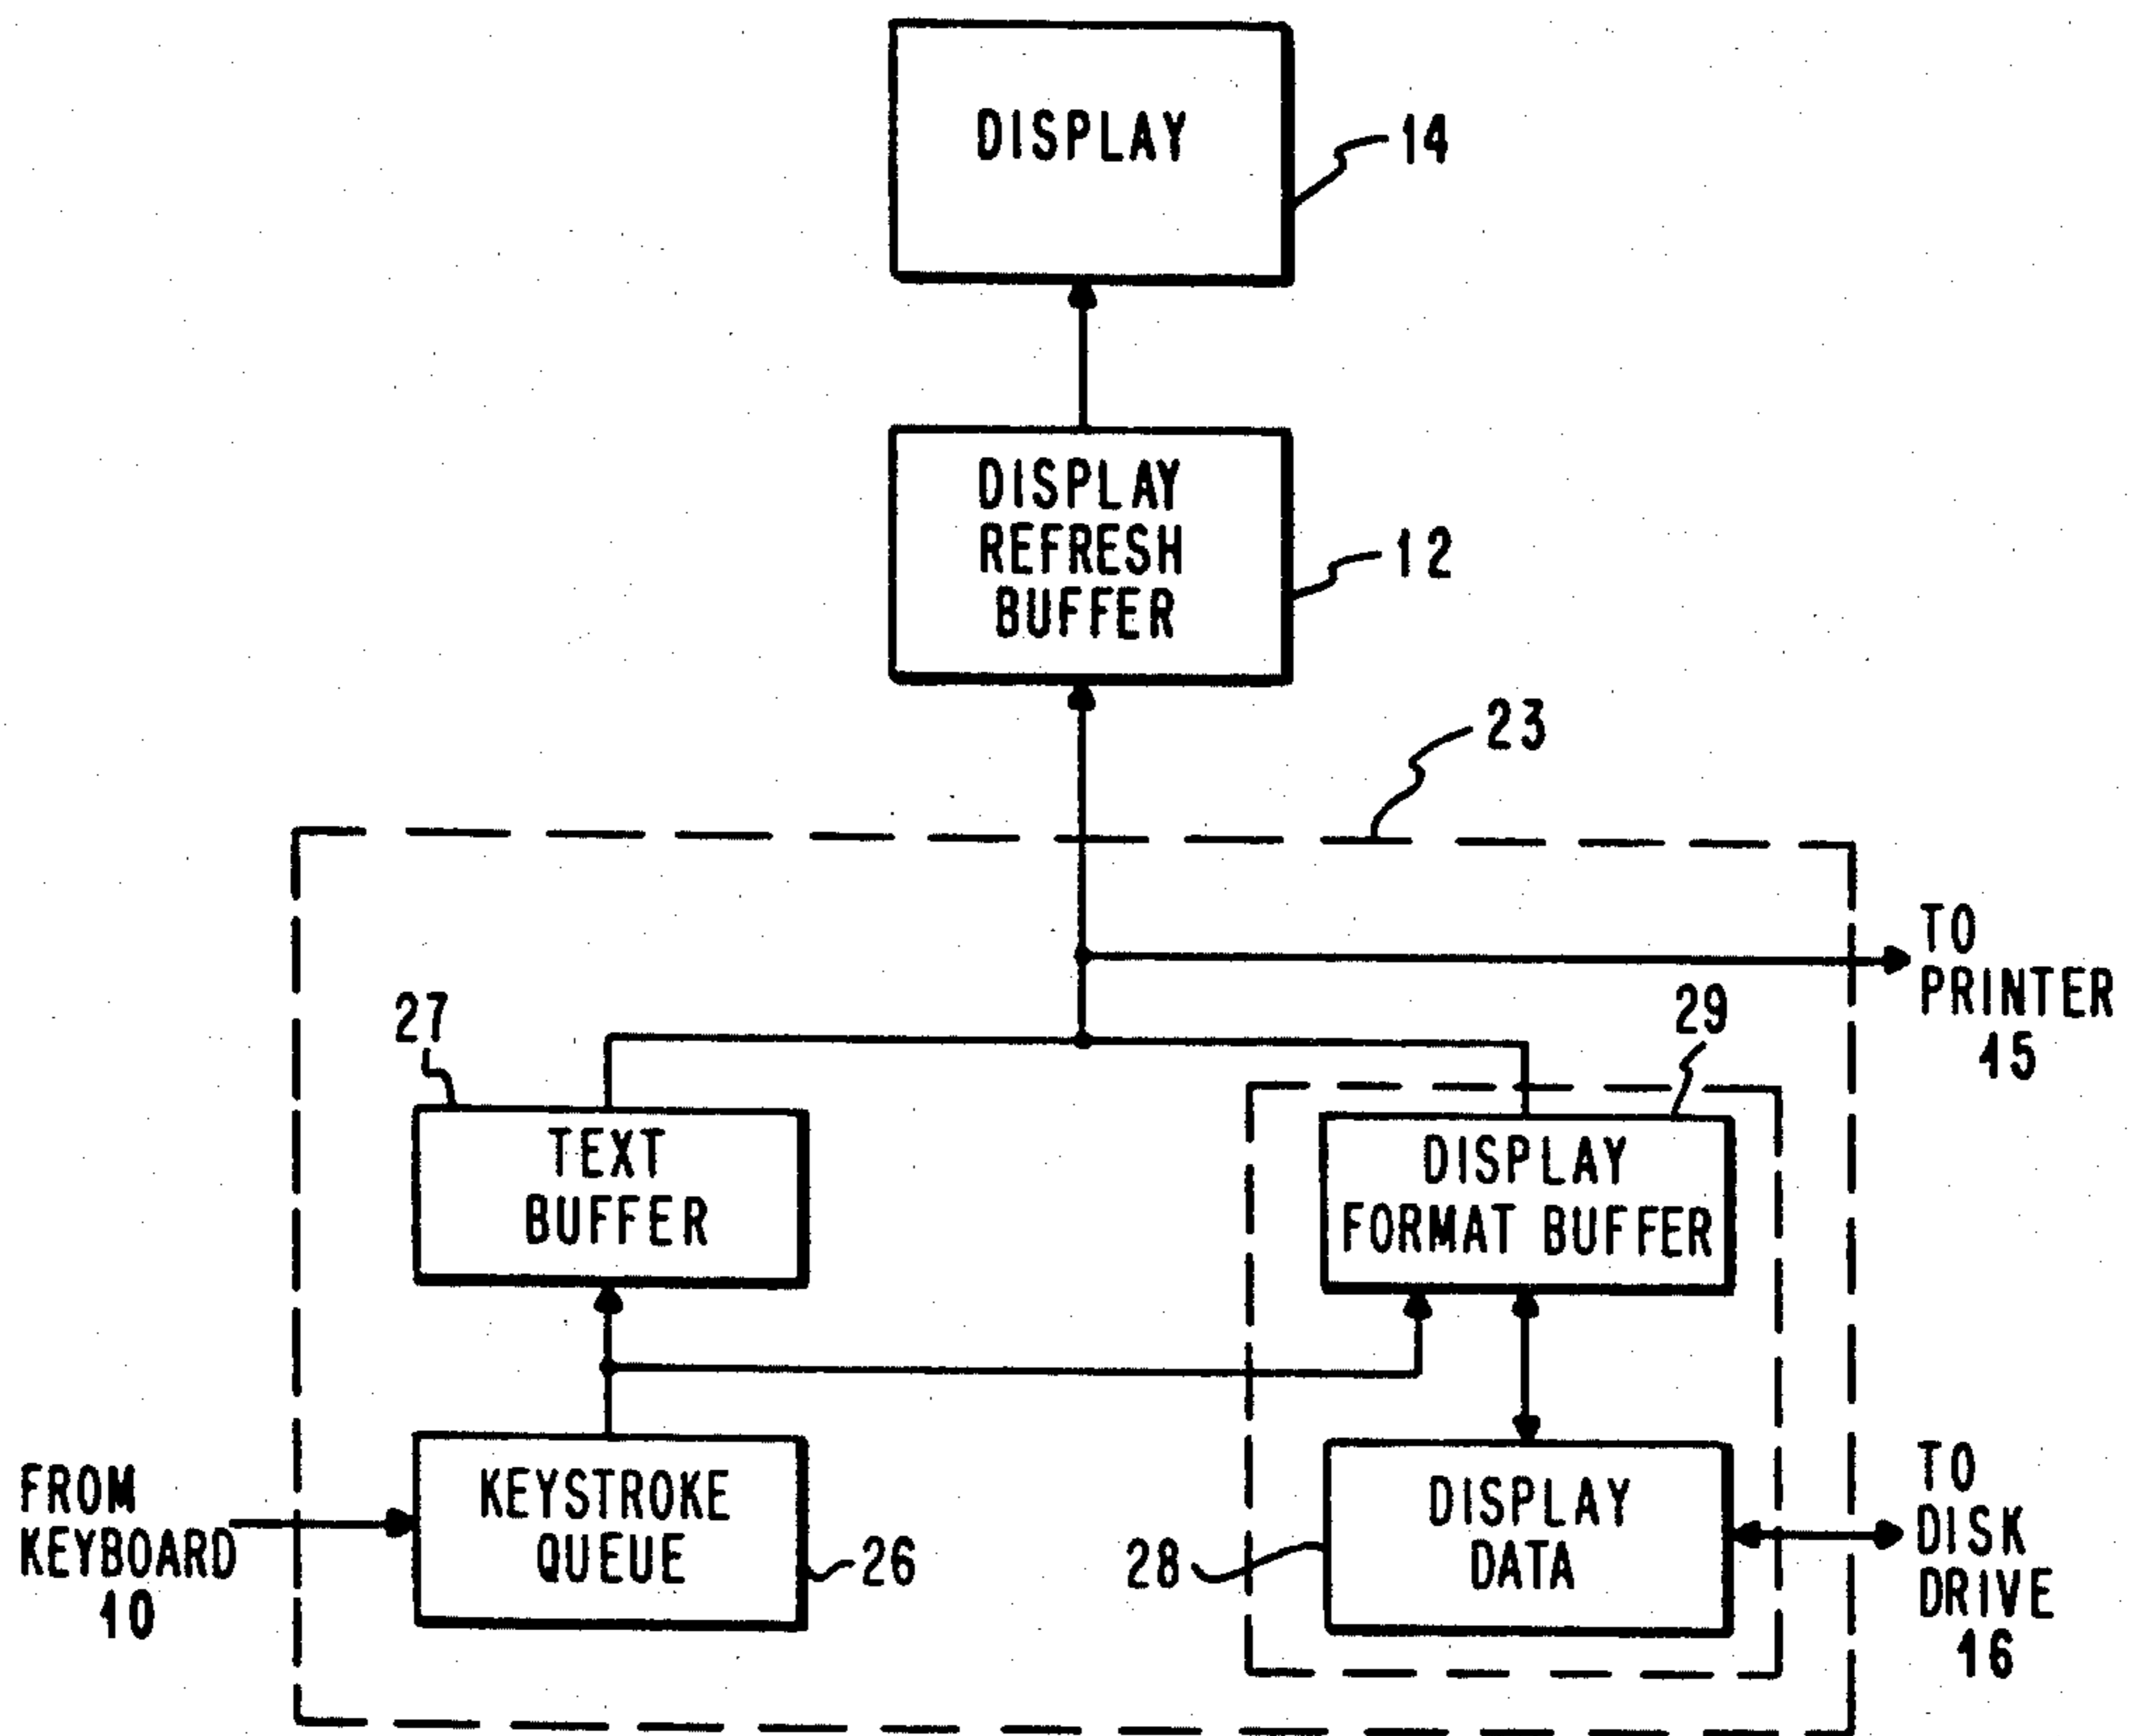 DISPLAY
14
DISPLAY
REFRESH
BUFFER
12
23
TO
PRINTER
15
27
29
TEXT
BUFFER
DISPLAY
FORMAT BUFFER
FROM
KEYBOARD
10
KEYSTROKE
QUEUE
26
28
DISPLAY
DATA
TO
DISK
DRIVE
16